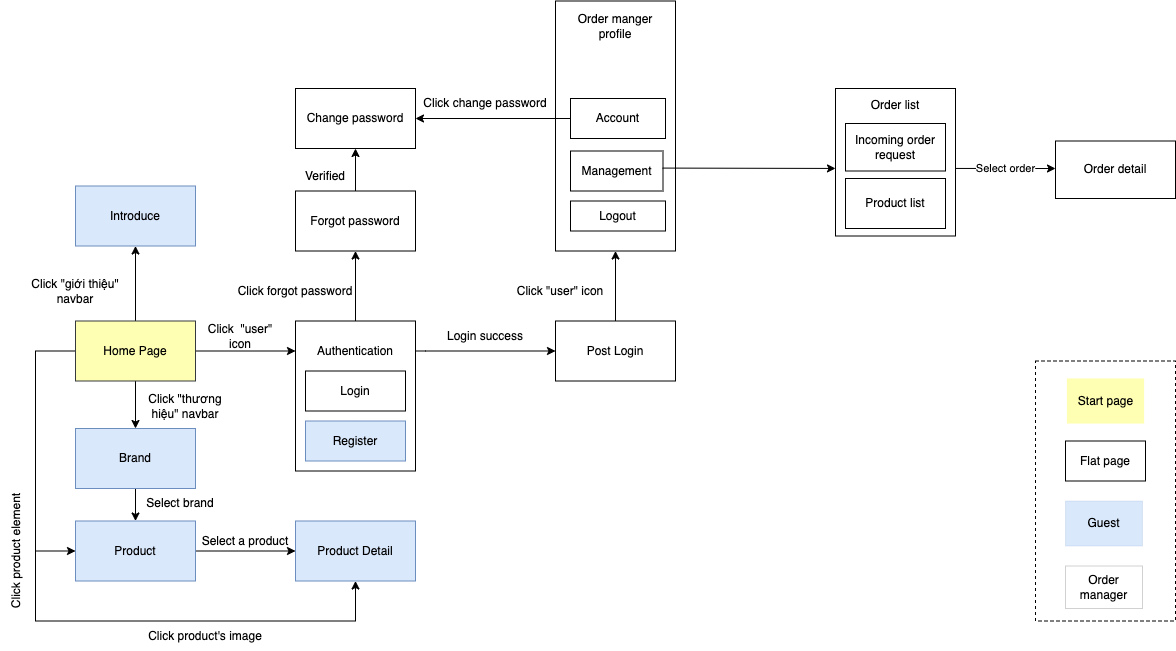 Order manger
profile
Account
Management
Logout
Click change password
Change password
Verified
Forgot password
Click forgot password
Order list
Incoming order
request
Product list
Select order
Order detail
Introduce
Click "giới thiệu"
navbar
Home Page
Click "user"
icon
Authentication
Login
Register
Login success
Post Login
Click "user" icon
Click "thương
hiệu" navbar
Brand
Select brand
Click product element
Product
Select a product
Product Detail
Click product's image
Start page
Flat page
Guest
Order
manager